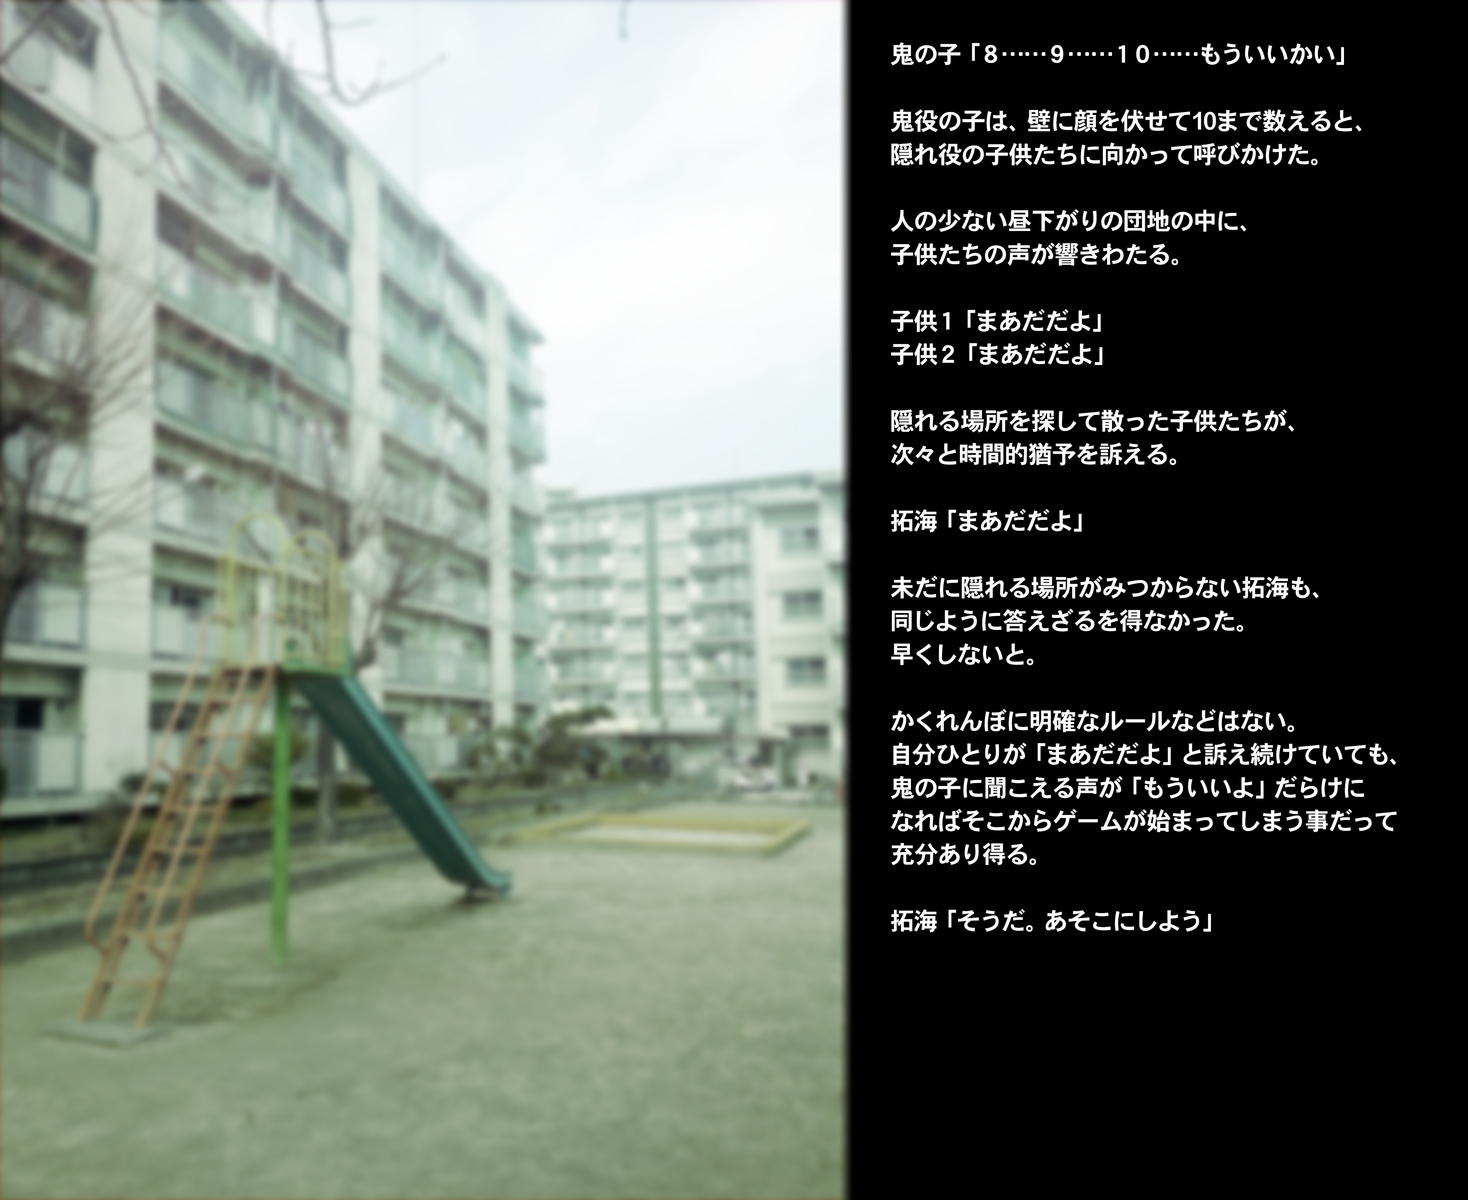 鬼の子「８……９……１０……もういいかい」
鬼役の子は、壁に顔を伏せて10まで数えると、
隠れ役の子供たちに向かって呼びかけた。
人の少ない昼下がりの団地の中に、
子供たちの声が響きわたる。
子供１「まあだだよ」
子供２「まあだだよ」
隠れる場所を探して散った子供たちが、
次々と時間的猶予を訴える。
拓海「まあだだよ」
未だに隠れる場所がみつからない拓海も、
同じように答えざるを得なかった。
早くしないと。
かくれんぼに明確なルールなどはない。
自分ひとりが「まあだだよ」と訴え続けていても、
鬼の子に聞こえる声が「もういいよ」だらけに
なればそこからゲームが始まってしまう事だって
充分あり得る。
拓海「そうだ。あそこにしよう」